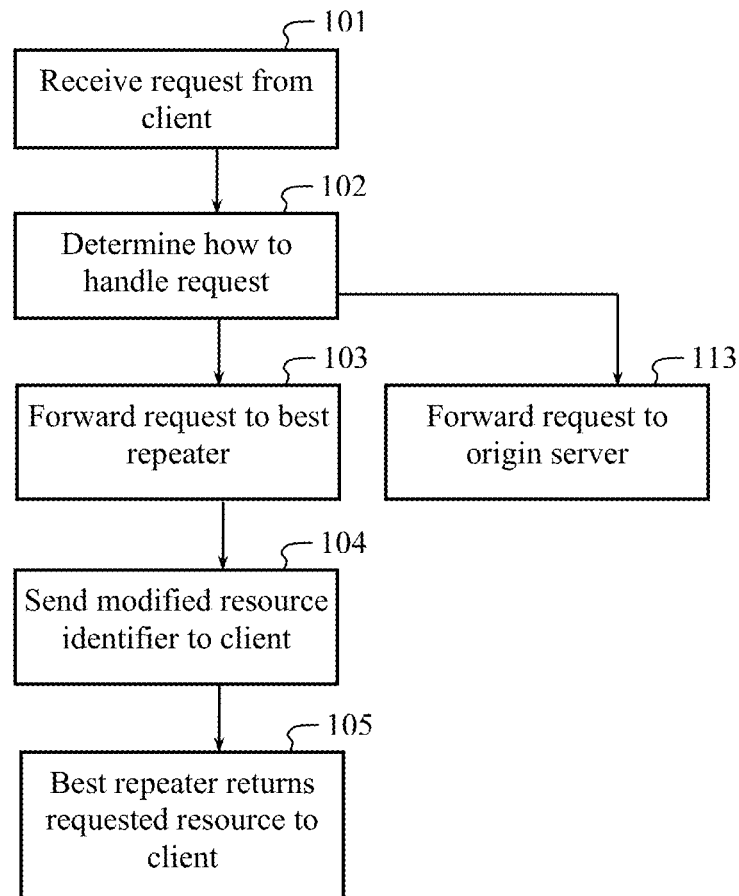 101
Receive request from
client
102
Determine how to
handle request
103
Forward request to best
repeater
113
Forward request to
origin server
104
Send modified resource
identifier to client
105
Best repeater returns
requested resource to
client